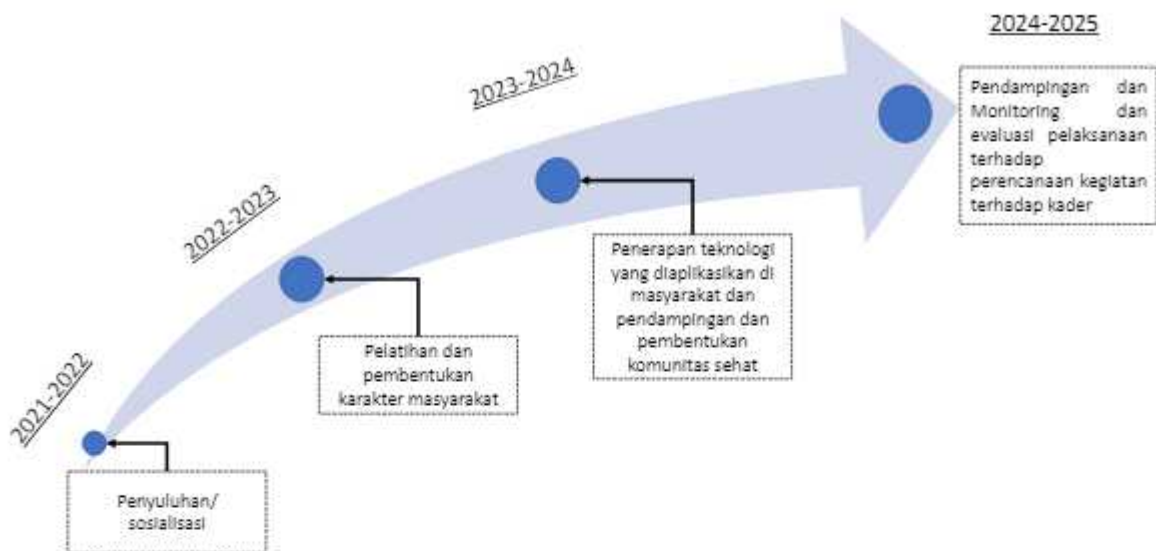 2021-2022
Penyuluhan/
sosialisasi
2022-2023
Pelatihan dan
pembentukan
karakter masyarakat
2023-2024
Penerapan teknologi
yang diaplikasikan di
masyarakat dan
pendampingan dan
pembentukan
komunitas sehat
2024-2025
Pendampingan dan
Monitoring dan
evaluasi pelaksanaan
terhadap
perencanaan kegiatan
terhadap kader